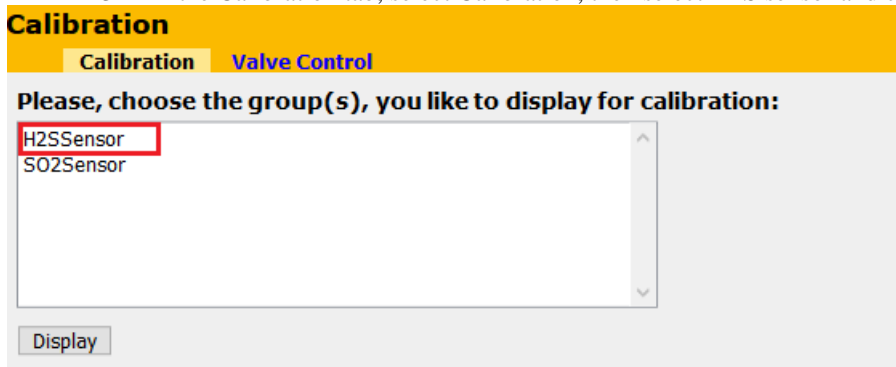 Calibration
Calibration Valve Control
Please, choose the group(s), you like to display for calibration:
H2SSensor
SO2Sensor
Display